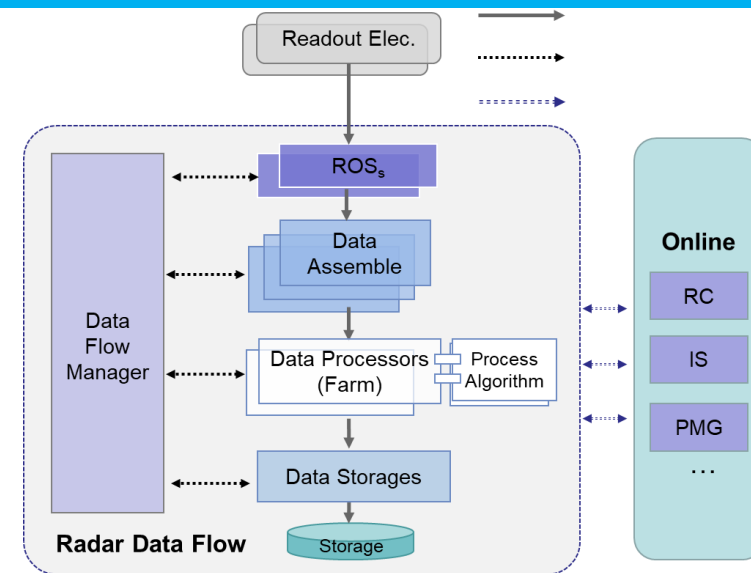 Readout Elec.
ROSs
Data
Assemble
Data
Flow
Manager
Data Processors
(Farm)
Process
Algorithm
Data Storages
Storage
Radar Data Flow
Online
RC
IS
PMG
...